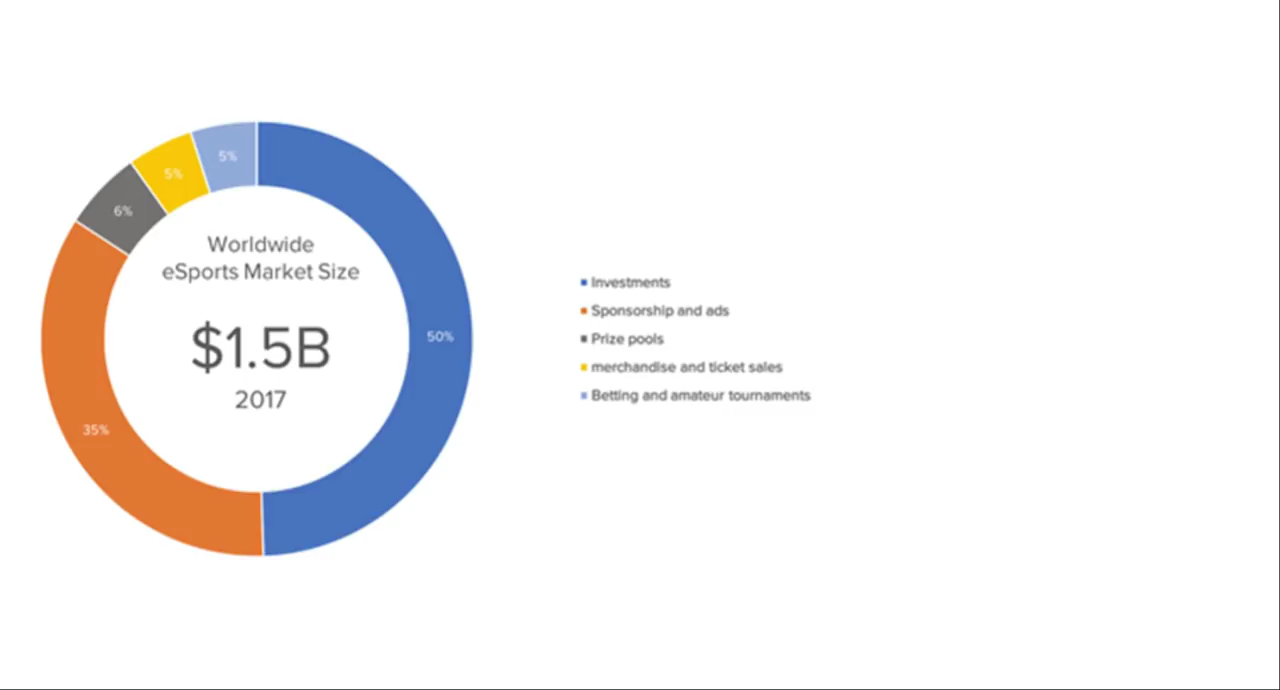 5%
5%
6%
Worldwide
eSports Market Size
$1.5B
2017
50%
35%
Investments
Sponsorship and ads
Prize pools
merchandise and ticket sales
Betting and amateur tournaments